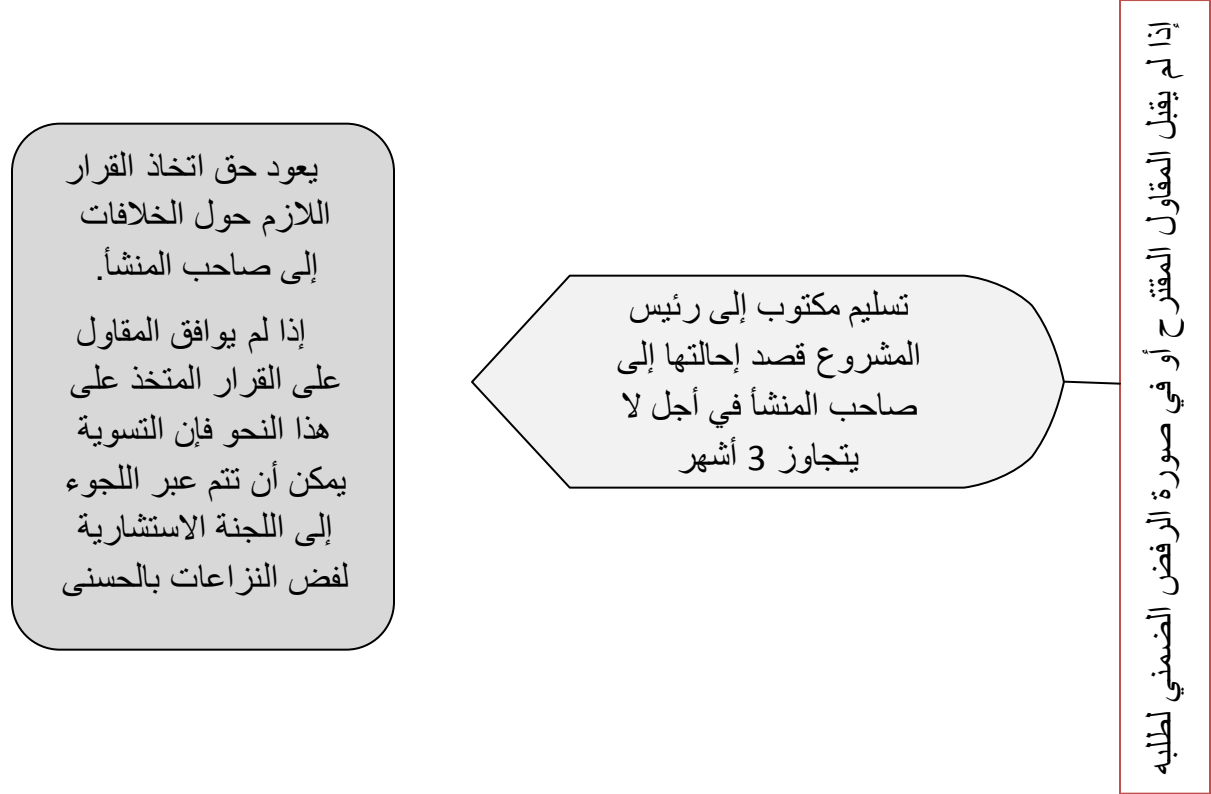 إذا لم يقبل المقاول المقترح أو في صورة الرفض الضمني لطلبه
تسليم مكتوب إلى رئيس
المشروع قصد إحالتها إلى
صاحب المنشأ في أجل لا
يتجاوز 3 أشهر
يعود حق اتخاذ القرار
اللازم حول الخلافات
إلى صاحب المنشأ.
إذا لم يوافق المقاول
على القرار المتخذ على
هذا النحو فإن التسوية
يمكن أن تتم عبر اللجوء
إلى اللجنة الاستشارية
لفض النزاعات بالحسنى